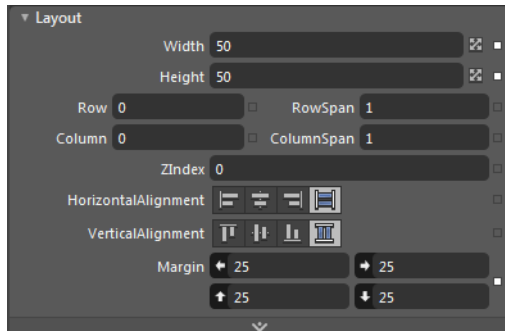 Layout
Width 50
Height 50
Row 0 RowSpan 1
Column 0 ColumnSpan 1
ZIndex 0
HorizontalAlignment
VerticalAlignment
Margin 25 25
25 25